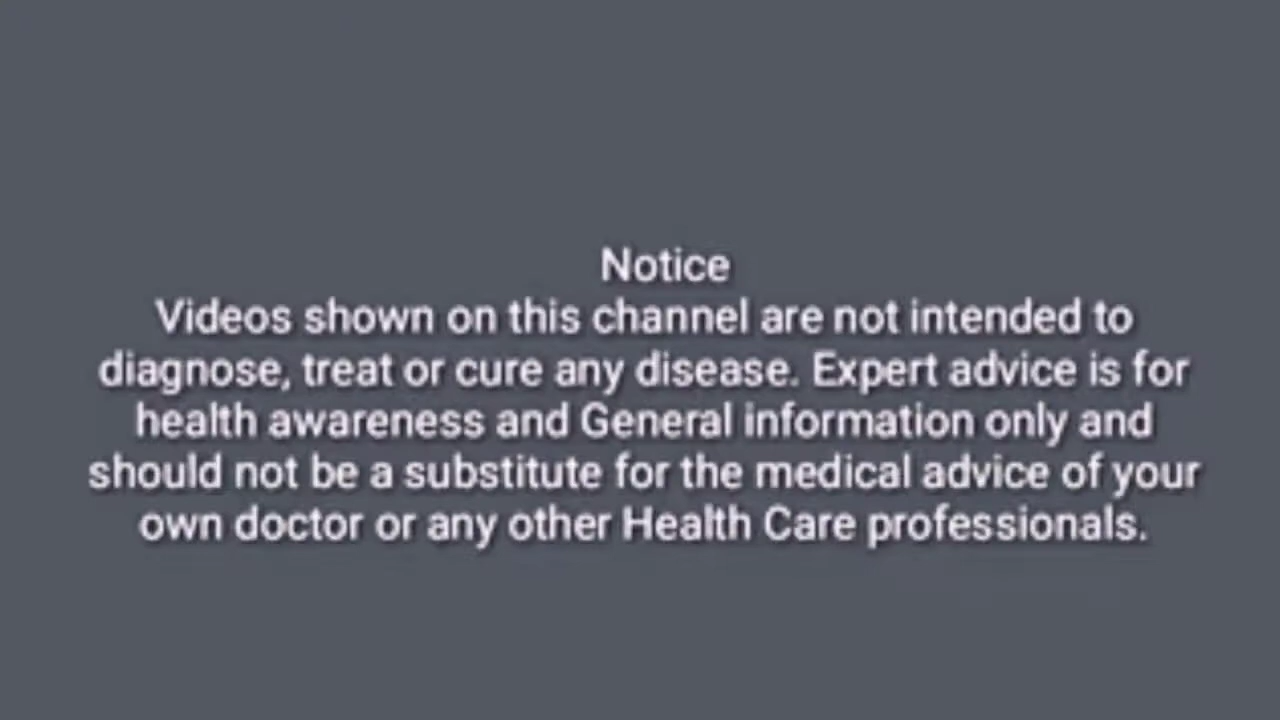 Notice
Videos shown on this channel are not intended to
diagnose, treat or cure any disease. Expert advice is for
health awareness and General information only and
should not be a substitute for the medical advice of your
own doctor or any other Health Care professionals.